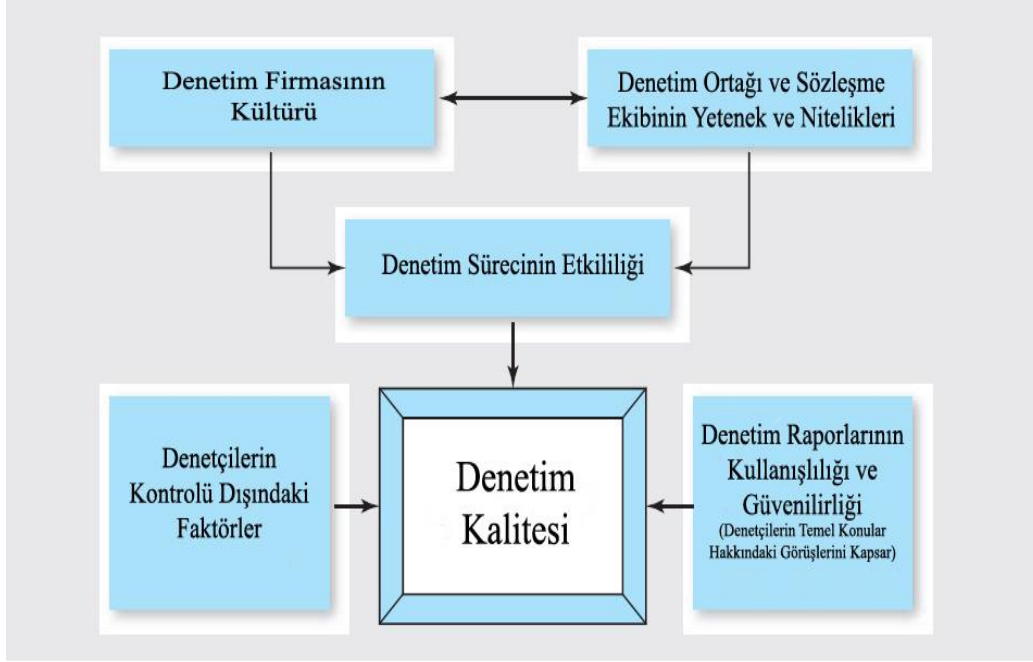 Denetim Firmasının
Kültürü
Denetim Ortağı ve Sözleşme
Ekibinin Yetenek ve Nitelikleri
Denetim Sürecinin Etkililiği
Denetçilerin
Kontrolü Dışındaki
Faktörler
Denetim
Kalitesi
Denetim Raporlarının
Kullanışlılığı ve
Güvenilirliği
(Denetçilerin Temel Konular
Hakkındaki Görüşlerini Kapsar)